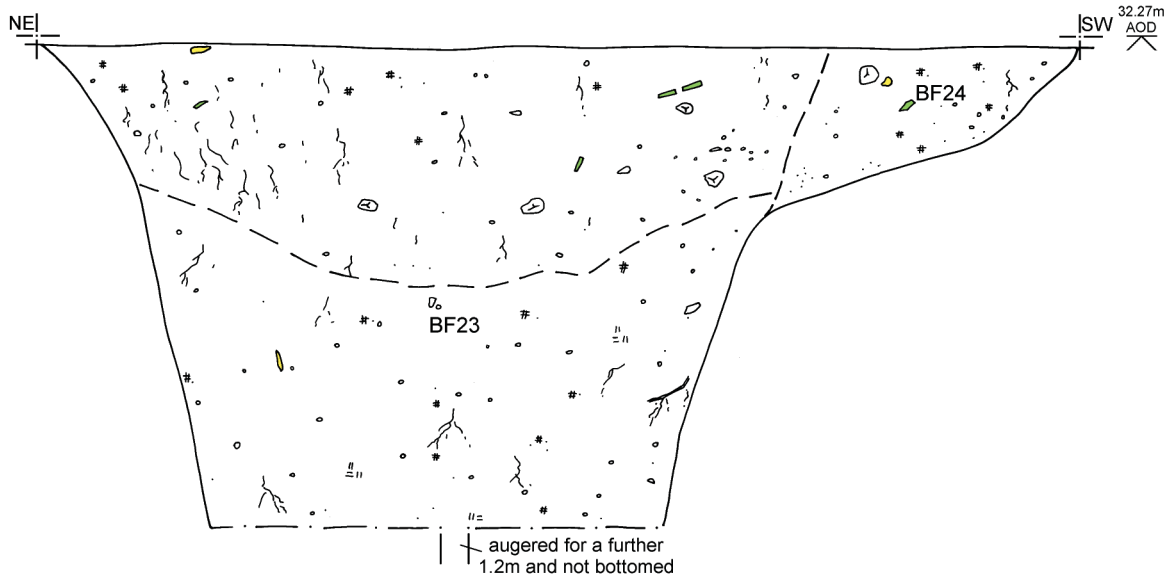 NE
SW
32.27m
AOD
BF24
BF23
augered for a further
1.2m and not bottomed